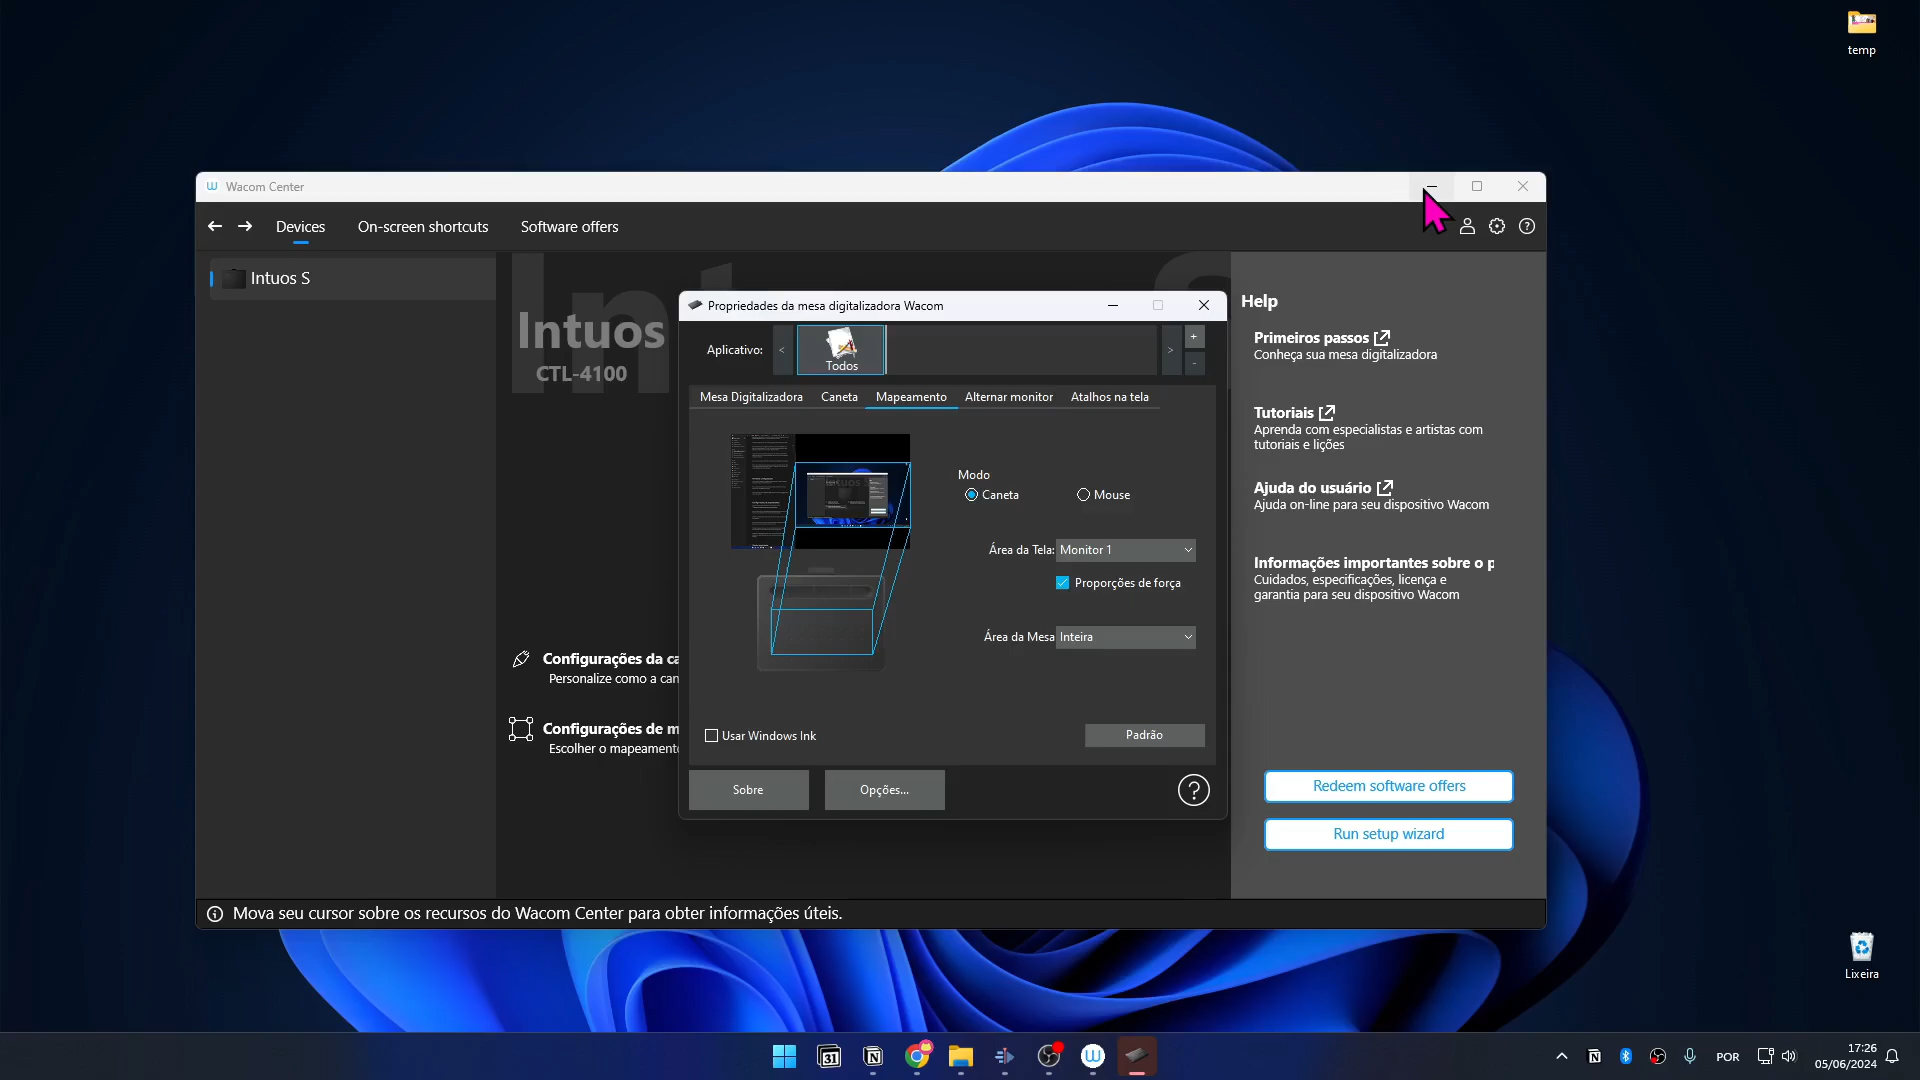 temp
Wacom Center
Devices
On-screen shortcuts
Software offers
Intuos S
Intuos
CTL-4100
Propriedades da mesa digitalizadora Wacom
Aplicativo:
<
Todos
>
+
-
Mesa Digitalizadora
Caneta
Mapeamento
Alternar monitor
Atalhos na tela
Modo
Caneta
Mouse
Área da Tela: Monitor 1
Proporções de força
Área da Mesa Inteira
Usar Windows Ink
Padrão
Sobre
Opções...
?
Configurações da ca
Personalize como a can
Configurações de m
Escolher o mapeament
Help
Primeiros passos
Conheça sua mesa digitalizadora
Tutoriais
Aprenda com especialistas e artistas com
tutoriais e lições
Ajuda do usuário
Ajuda on-line para seu dispositivo Wacom
Informações importantes sobre o p
Cuidados, especificações, licença e
garantia para seu dispositivo Wacom
Redeem software offers
Run setup wizard
Mova seu cursor sobre os recursos do Wacom Center para obter informações úteis.
Lixeira
31
POR
17:26
05/06/2024